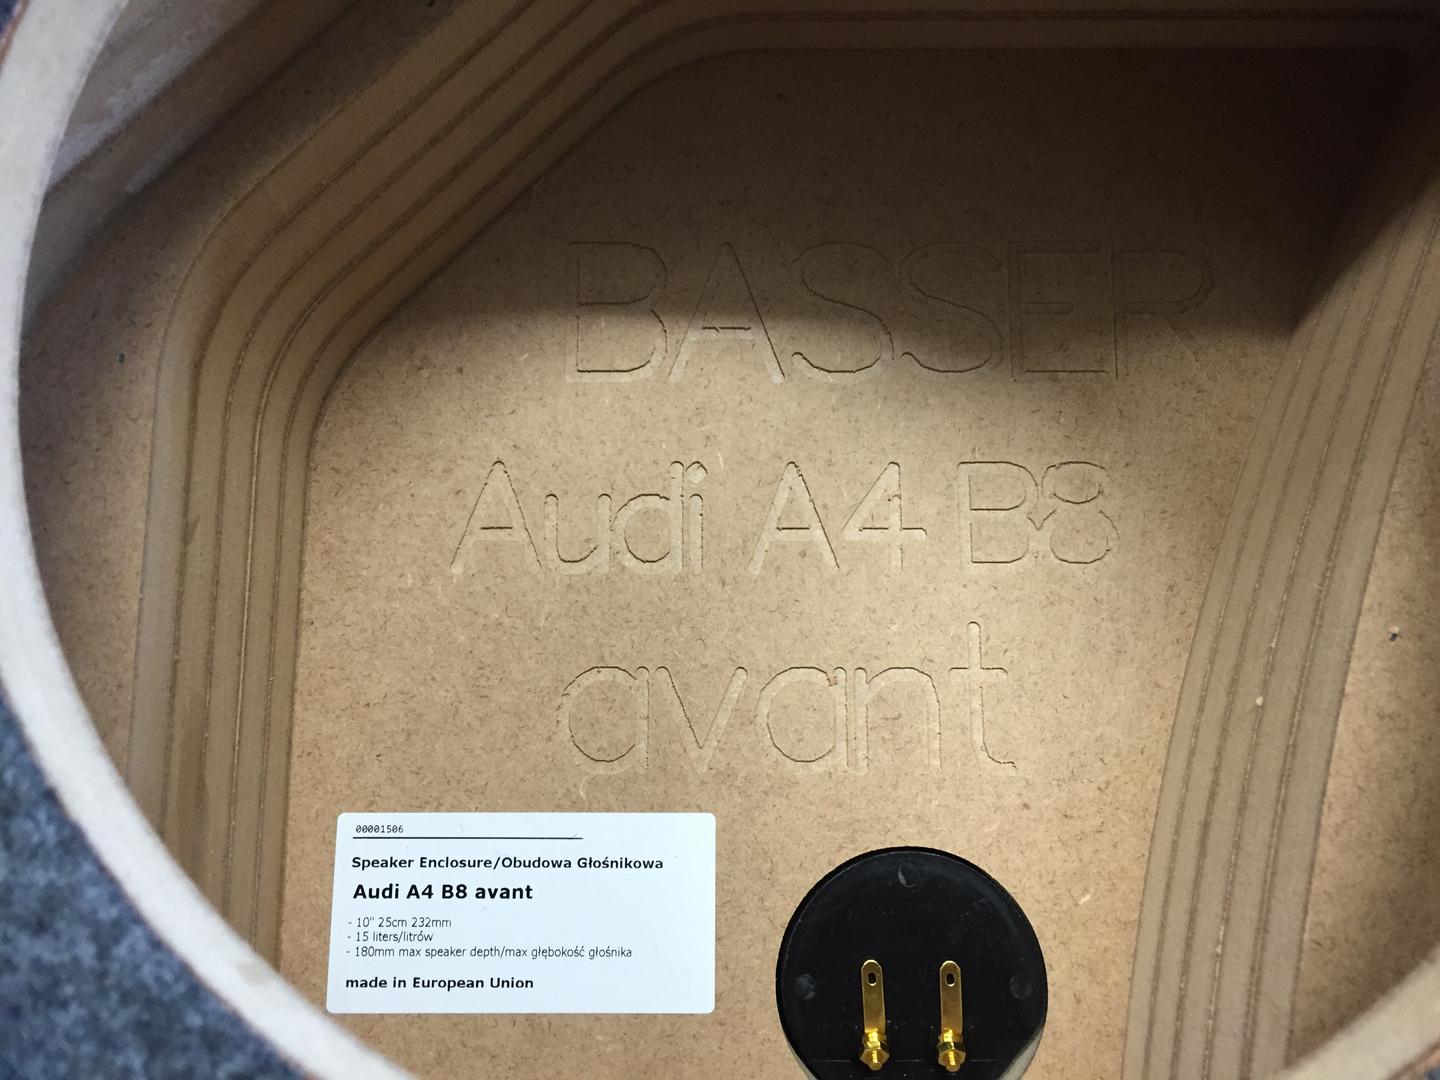 BASSER
Audi A4 B8
avant
00001506
Speaker Enclosure/Obudowa Głośnikowa
Audi A4 B8 avant
- 10" 25cm 232mm
- 15 liters/litrów
- 180mm max speaker depth/max głębokość głośnika
made in European Union